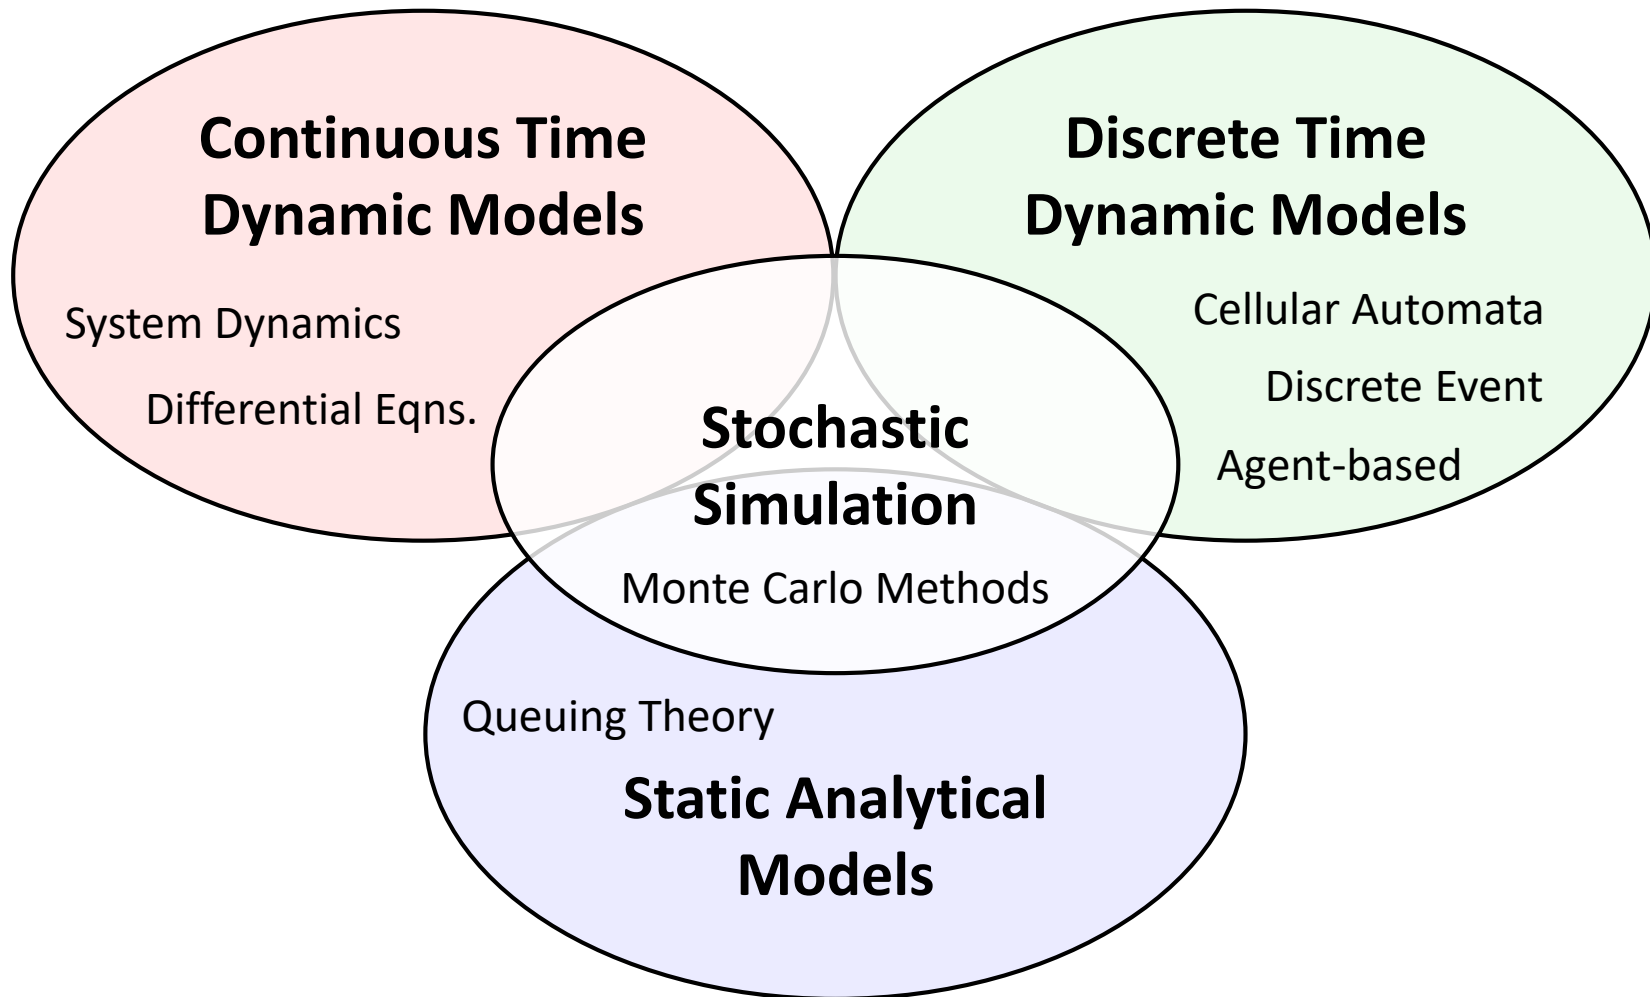 Continuous Time
Dynamic Models
System Dynamics
Differential Eqns.
Discrete Time
Dynamic Models
Cellular Automata
Discrete Event
Agent-based
Stochastic
Simulation
Monte Carlo Methods
Queuing Theory
Static Analytical
Models